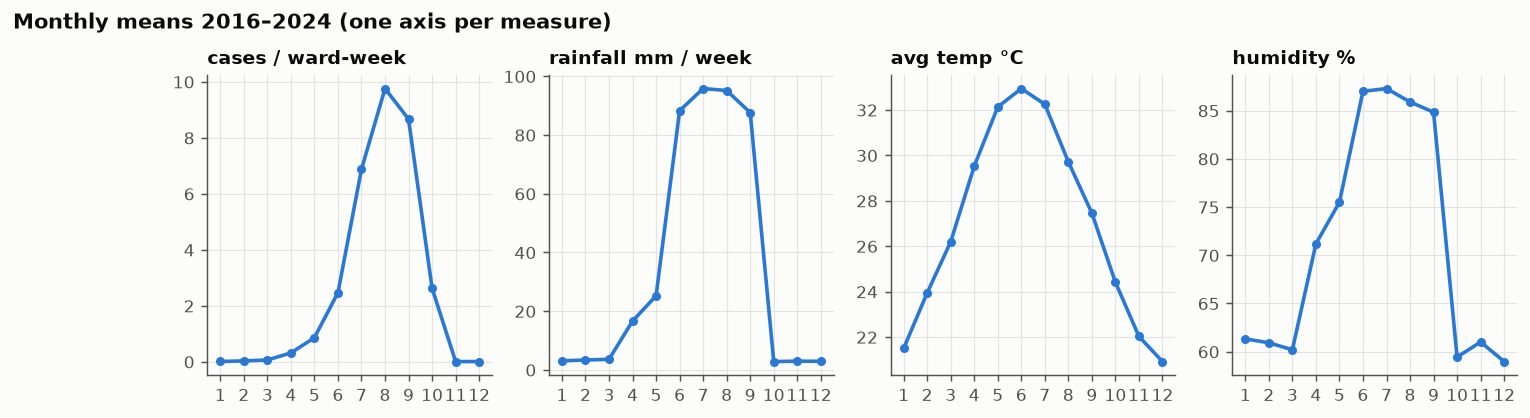 Monthly means 2016–2024 (one axis per measure)
cases / ward-week
10
8
6
4
2
0
1 2 3 4 5 6 7 8 9 10 11 12
rainfall mm / week
100
80
60
40
20
0
1 2 3 4 5 6 7 8 9 10 11 12
avg temp °C
32
30
28
26
24
22
1 2 3 4 5 6 7 8 9 10 11 12
humidity %
85
80
75
70
65
60
1 2 3 4 5 6 7 8 9 10 11 12